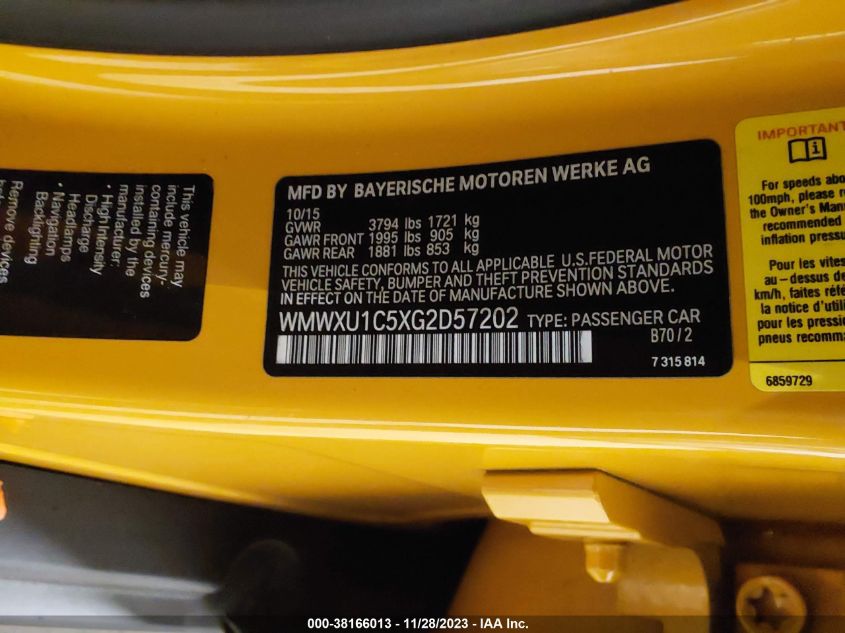 This vehicle may
include mercury-
containing devices
installed by the
manufacturer:
• High Intensity
Discharge
Headlamps
• Navigation
Backlighting
Remove devices
MFD BY BAYERISCHE MOTOREN WERKE AG
10/15
GVWR 3794 lbs 1721 kg
GAWR FRONT 1995 lbs 905 kg
GAWR REAR 1881 lbs 853 kg
THIS VEHICLE CONFORMS TO ALL APPLICABLE U.S.FEDERAL MOTOR
VEHICLE SAFETY, BUMPER AND THEFT PREVENTION STANDARDS
IN EFFECT ON THE DATE OF MANUFACTURE SHOWN ABOVE.
WMWXU1C5XG2D57202 TYPE: PASSENGER CAR
B70/2
7 315 814
IMPORTANT
For speeds abo
100mph, please re
the Owner's Manu
recommended
inflation pressu
Pour les vites
au – dessus de
km/h, faites réfé
la notice d'utilis
pour les pressio
pneus recomma
6859729
000-38166013 - 11/28/2023 - IAA Inc.